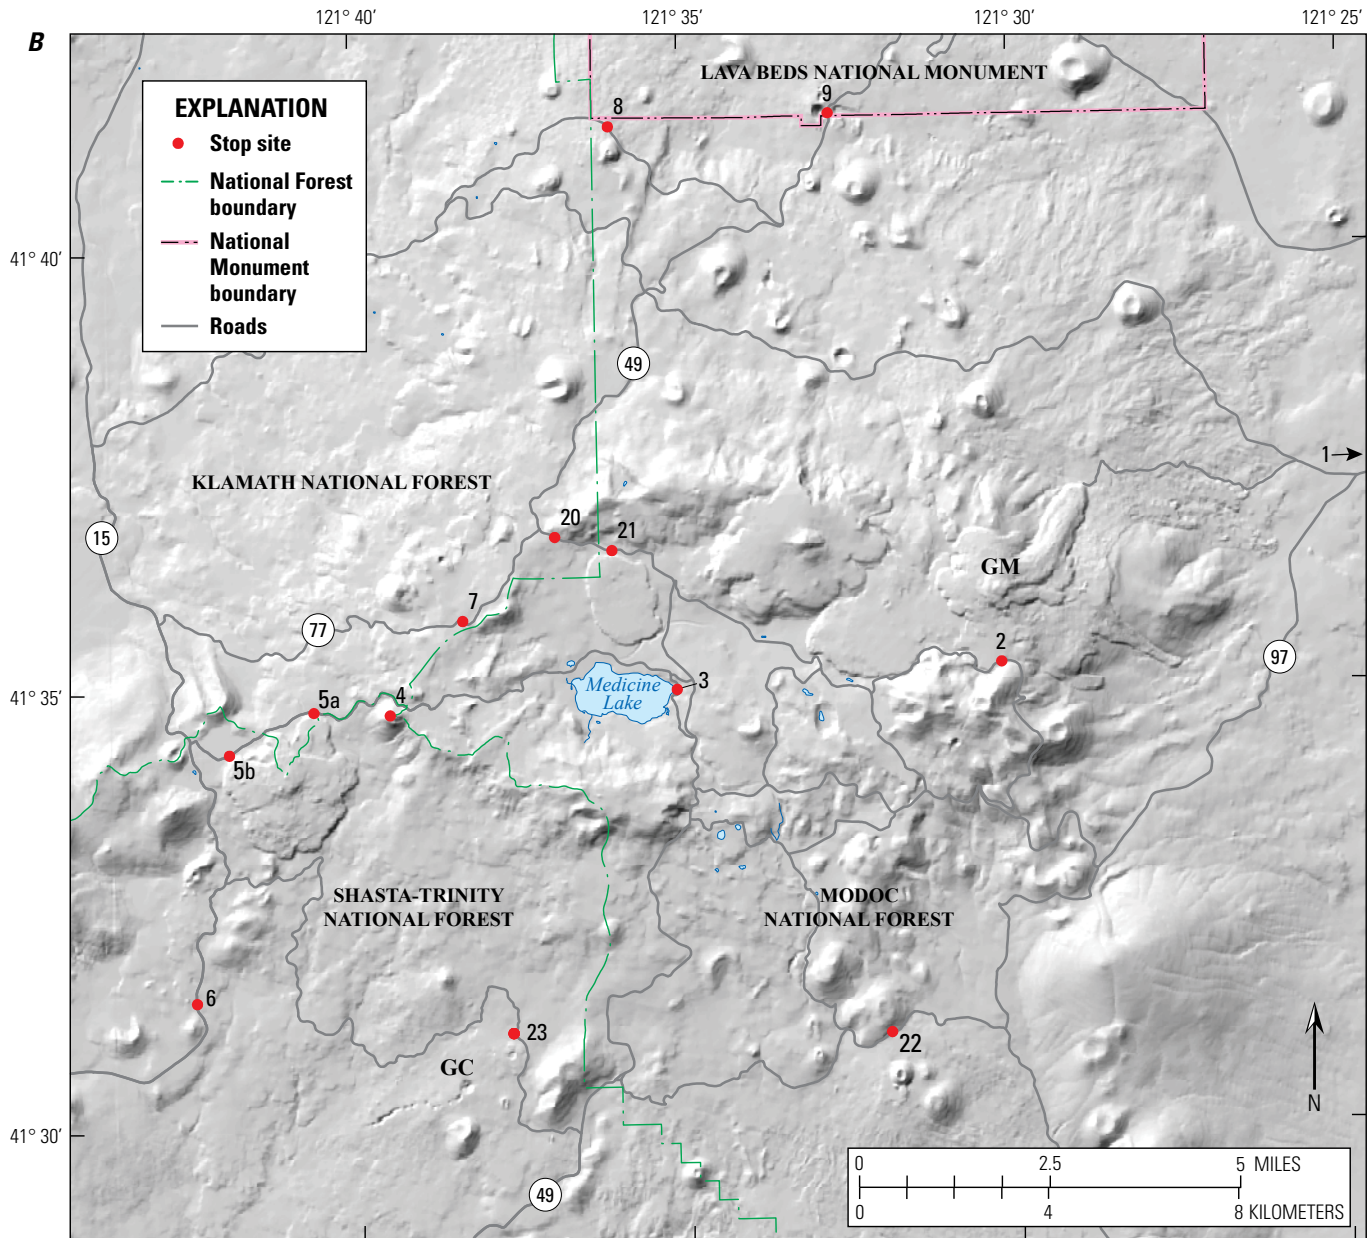 B
121° 40'
121° 35'
121° 30'
121° 25'
LAVA BEDS NATIONAL MONUMENT
9
8
EXPLANATION
Stop site
National Forest
boundary
National
Monument
boundary
Roads
41° 40'
49
1
KLAMATH NATIONAL FOREST
15
20
21
GM
7
77
2
97
41° 35'
5a
4
Medicine
Lake
3
5b
SHASTA-TRINITY
NATIONAL FOREST
MODOC
NATIONAL FOREST
6
23
22
GC
N
41° 30'
49
0 2.5 5 MILES
0 4 8 KILOMETERS